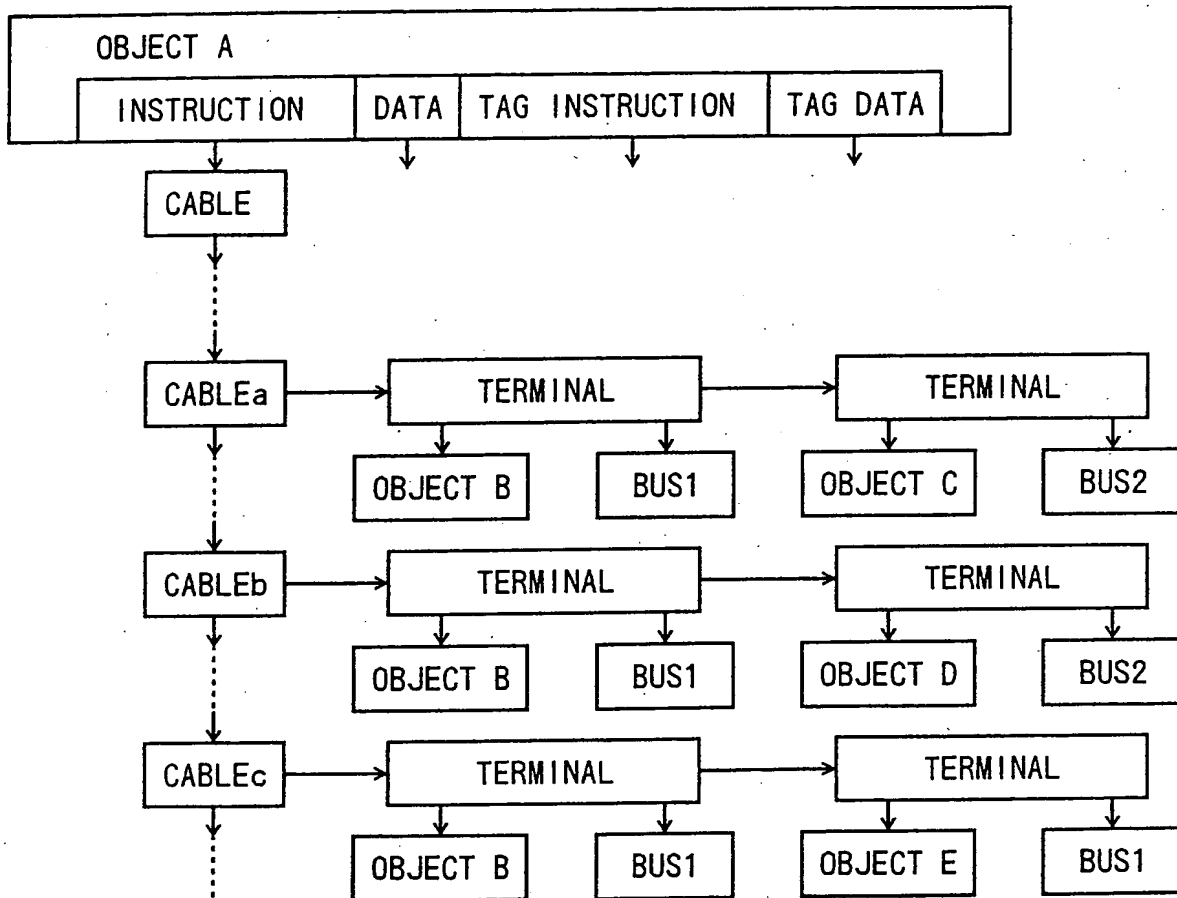 OBJECT A
INSTRUCTION DATA TAG INSTRUCTION TAG DATA
CABLE
CABLEa TERMINAL TERMINAL
OBJECT B BUS1 OBJECT C BUS2
CABLEb TERMINAL TERMINAL
OBJECT B BUS1 OBJECT D BUS2
CABLEc TERMINAL TERMINAL
OBJECT B BUS1 OBJECT E BUS1